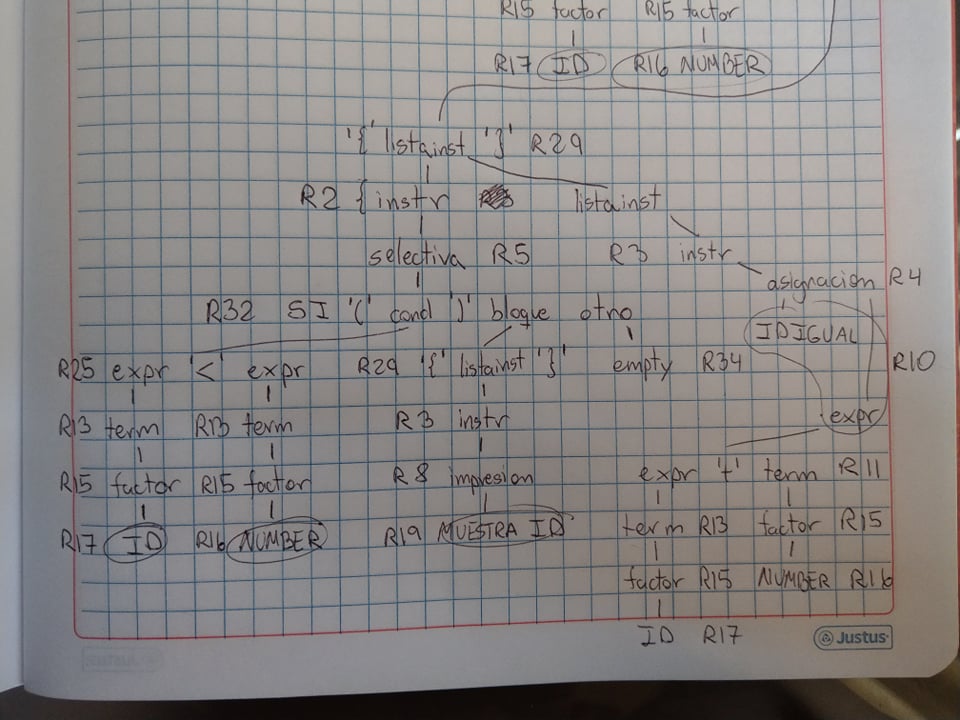 R15 factor R15 factor
R17 ID R16 NUMBER
'{' listainst '}' R29
R2 { instr listainst
selectiva R5 R3 instr
asignacion R4
R32 SI '(' cond ')' bloque otro
IDIGUAL
R25 expr '<' expr R29 '{' listainst '}' empty R34 R10
R13 term R13 term R3 instr expr
R15 factor R15 factor R8 impresion expr '+' term R11
R17 ID R16 NUMBER R19 MUESTRA ID term R13 factor R15
factor R15 NUMBER R16
ID R17
Justus